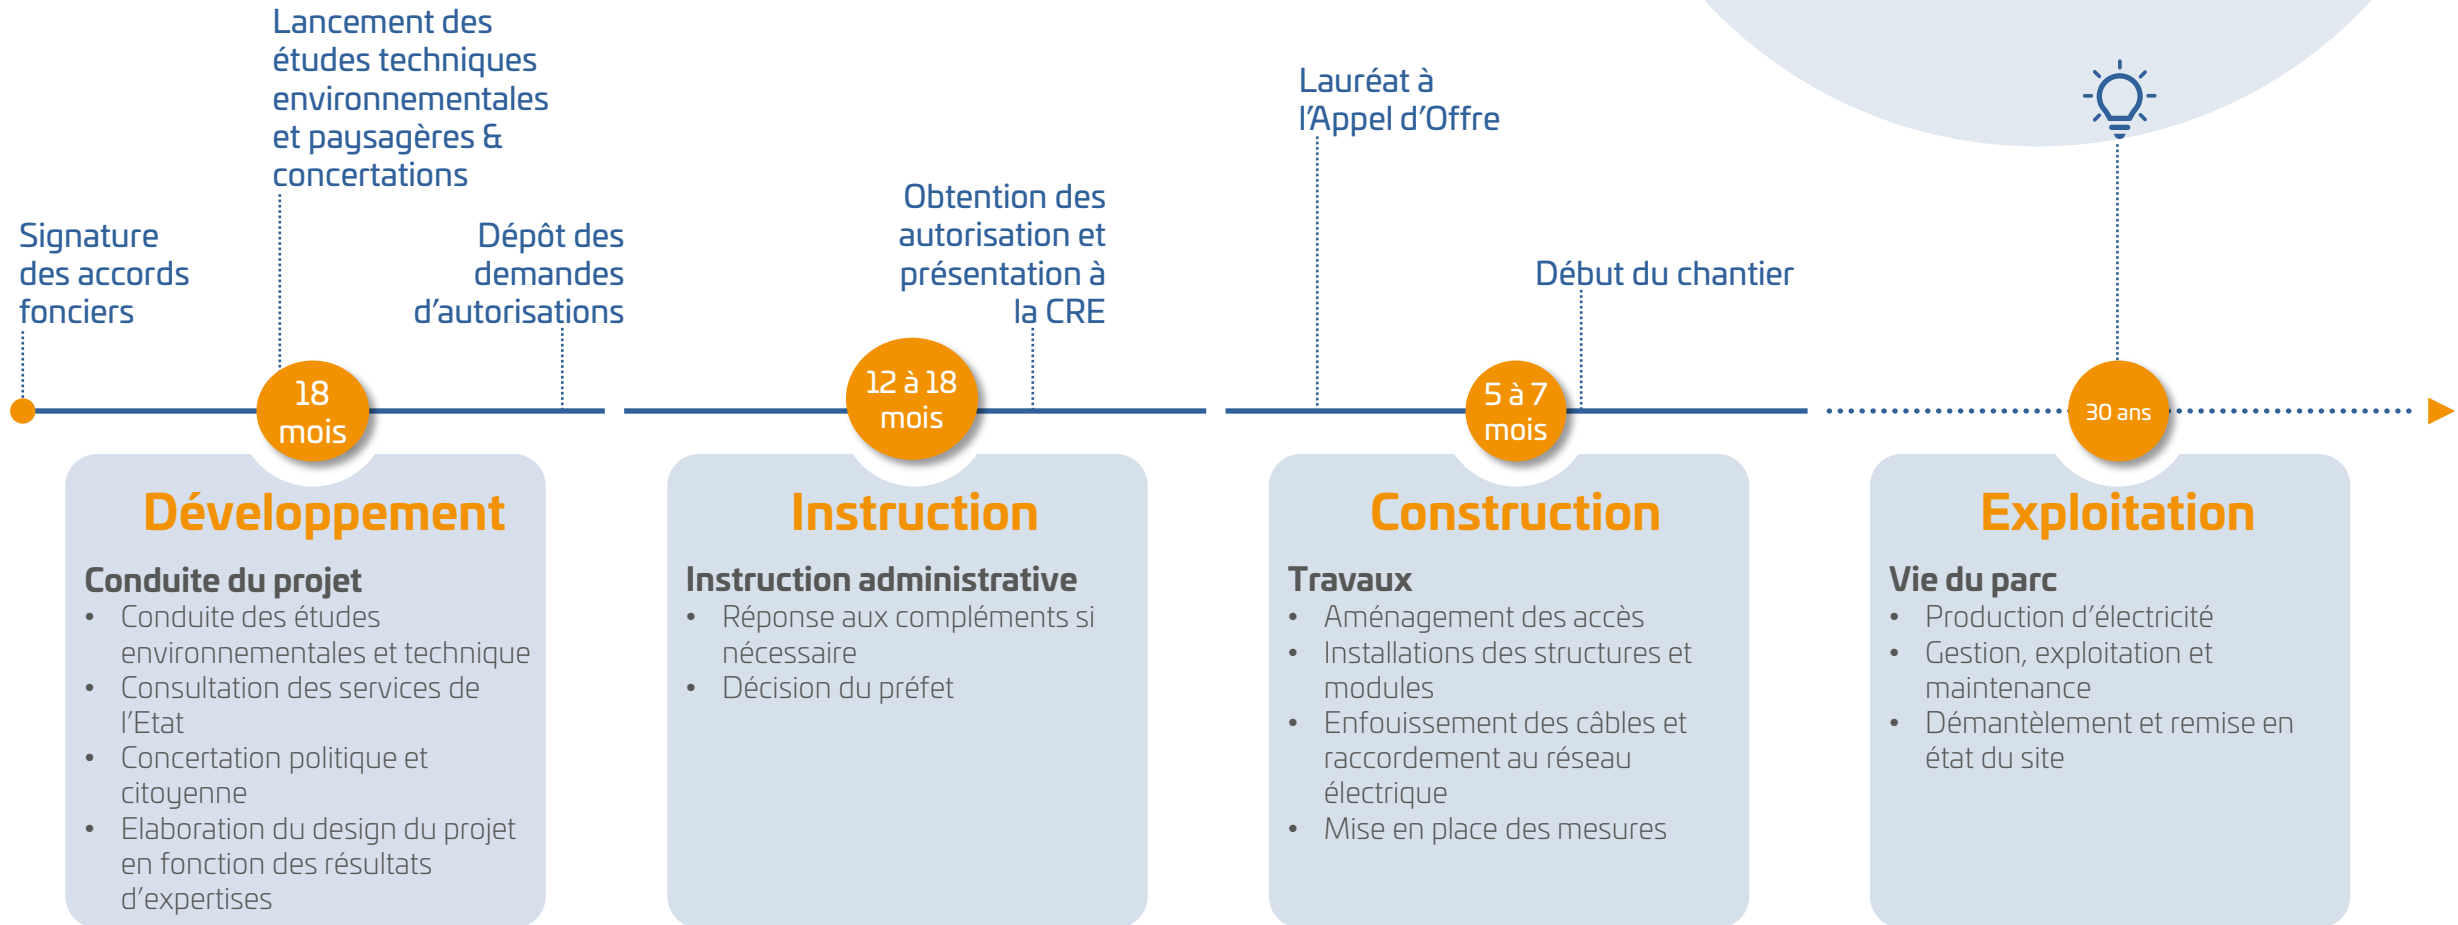 Lancement des
études techniques
environnementales
et paysagères &
concertations
Signature
des accords
fonciers
Dépôt des
demandes
d'autorisations
Obtention des
autorisation et
présentation à
la CRE
Lauréat à
l'Appel d'Offre
Début du chantier
18
mois
12 à 18
mois
5 à 7
mois
30 ans
Développement
Conduite du projet
• Conduite des études
environnementales et technique
• Consultation des services de
l'Etat
• Concertation politique et
citoyenne
• Elaboration du design du projet
en fonction des résultats
d'expertises
Instruction
Instruction administrative
• Réponse aux compléments si
nécessaire
• Décision du préfet
Construction
Travaux
• Aménagement des accès
• Installations des structures et
modules
• Enfouissement des câbles et
raccordement au réseau
électrique
• Mise en place des mesures
Exploitation
Vie du parc
• Production d'électricité
• Gestion, exploitation et
maintenance
• Démantèlement et remise en
état du site